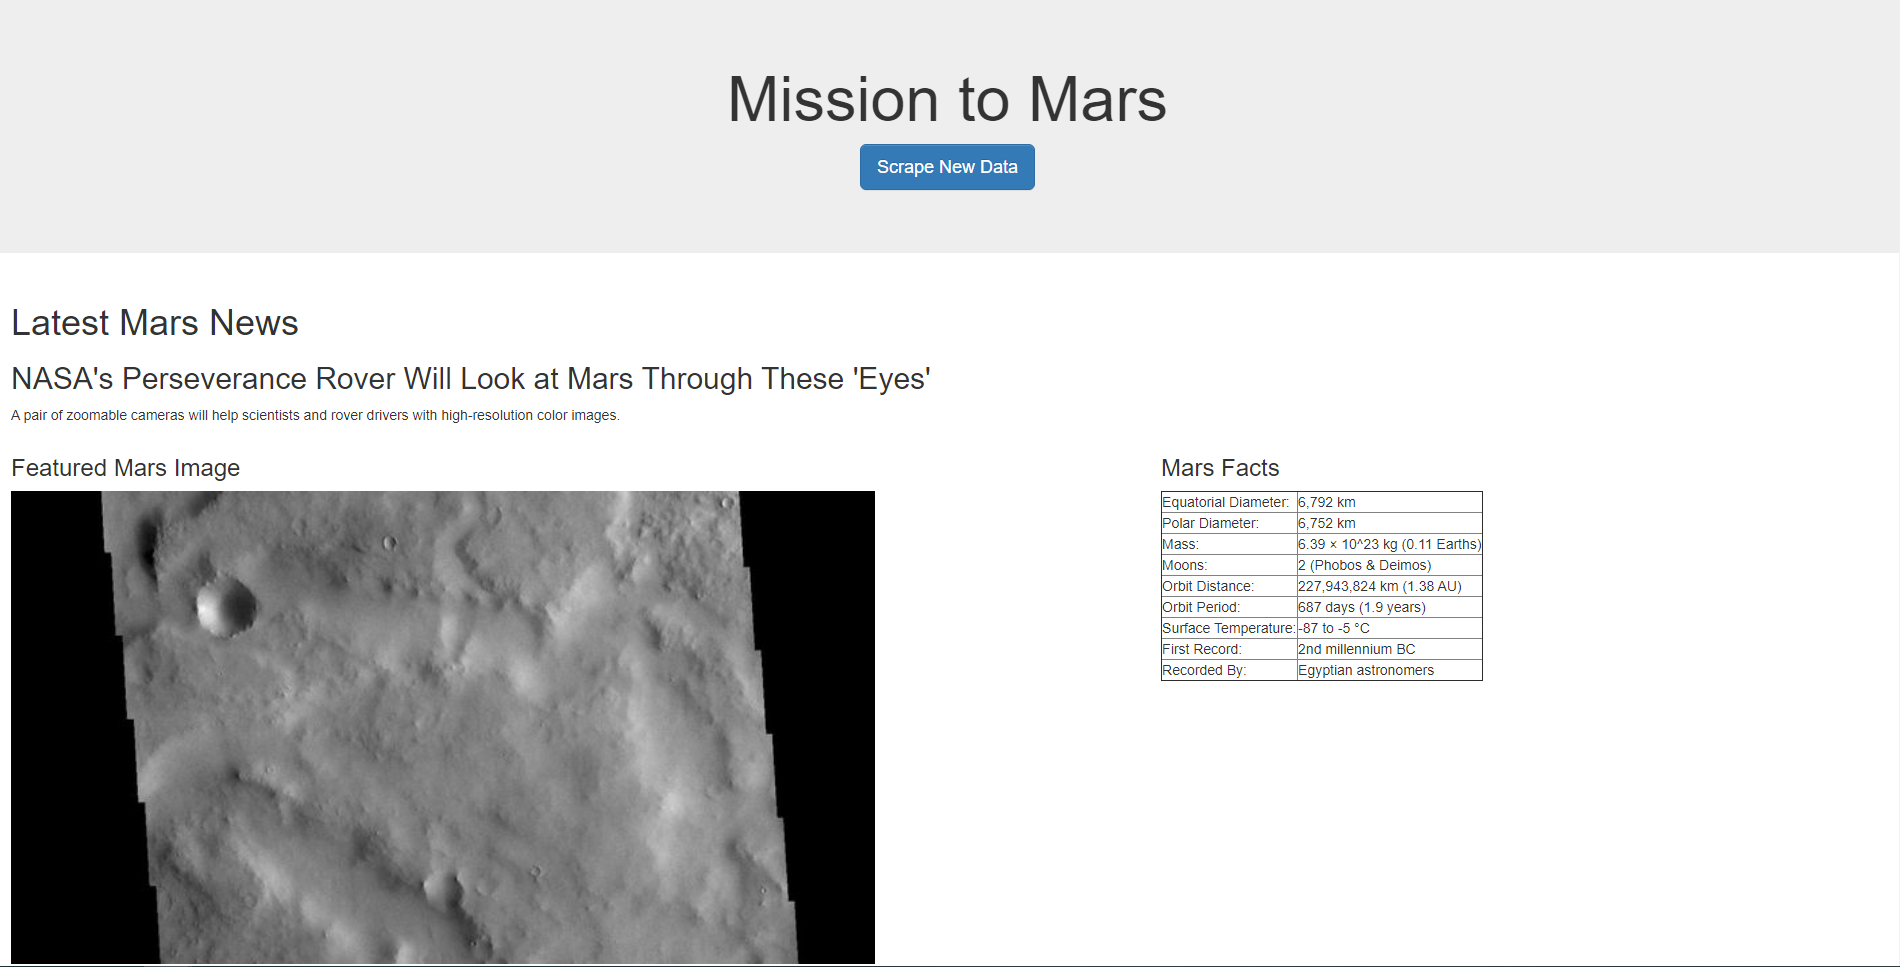 Mission to Mars
Scrape New Data
Latest Mars News
NASA's Perseverance Rover Will Look at Mars Through These 'Eyes'
A pair of zoomable cameras will help scientists and rover drivers with high-resolution color images.
Featured Mars Image
Mars Facts
Equatorial Diameter: 6,792 km
Polar Diameter: 6,752 km
Mass: 6.39 × 10^23 kg (0.11 Earths)
Moons: 2 (Phobos & Deimos)
Orbit Distance: 227,943,824 km (1.38 AU)
Orbit Period: 687 days (1.9 years)
Surface Temperature: -87 to -5 °C
First Record: 2nd millennium BC
Recorded By: Egyptian astronomers